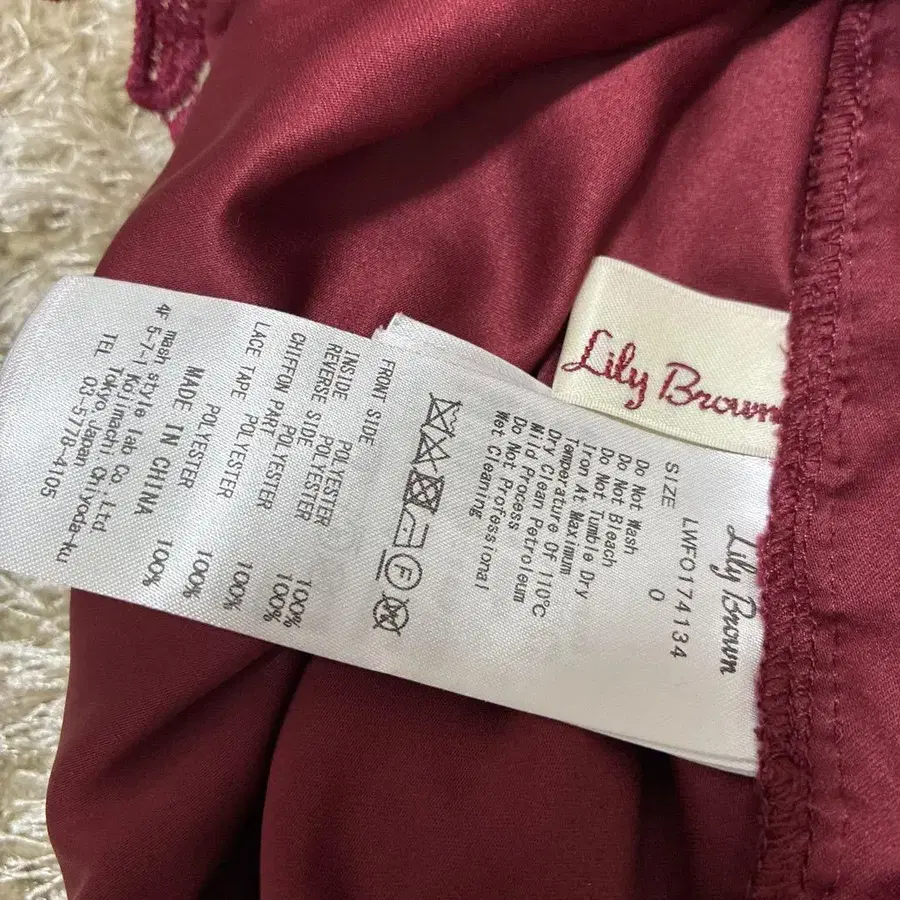 Lily Brown
Lily Brown
LWFO174134
SIZE 0
Do Not Wash
Do Not Bleach
Do Not Tumble Dry
Iron At Maximum
Temperature Of 110℃
Dry Clean Petroleum
Mild Process
Do Not Professional
Wet Cleaning
F
FRONT SIDE
INSIDE POLYESTER 100%
REVERSE SIDE POLYESTER 100%
CHIFFON PART
POLYESTER 100%
LACE TAPE POLYESTER 100%
POLYESTER 100%
MADE IN CHINA
mash style lab Co.,Ltd
4F 5-7-1 Kojimachi Chiyoda-ku
Tokyo,Japan
TEL 03-5778-4105